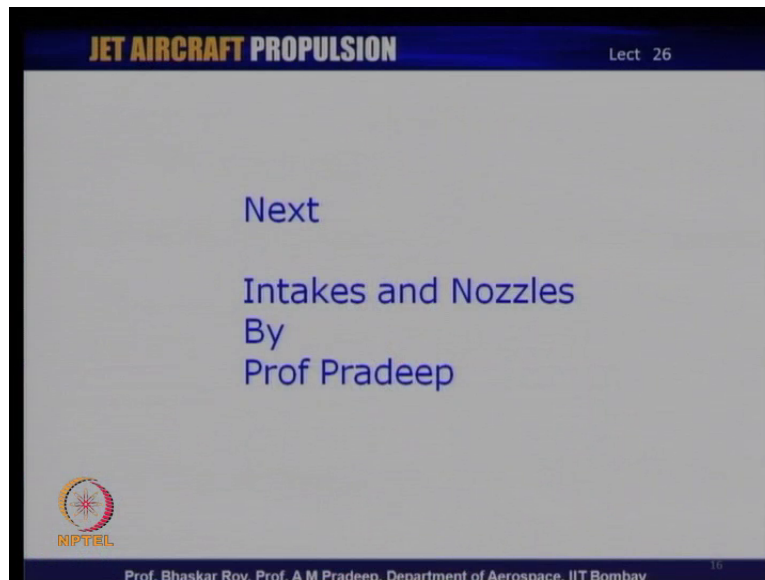 JET AIRCRAFT PROPULSION
Lect 26
Next
Intakes and Nozzles
By
Prof Pradeep
NPTEL
Prof. Bhaskar Roy, Prof. A M Pradeep, Department of Aerospace, IIT Bombay
16